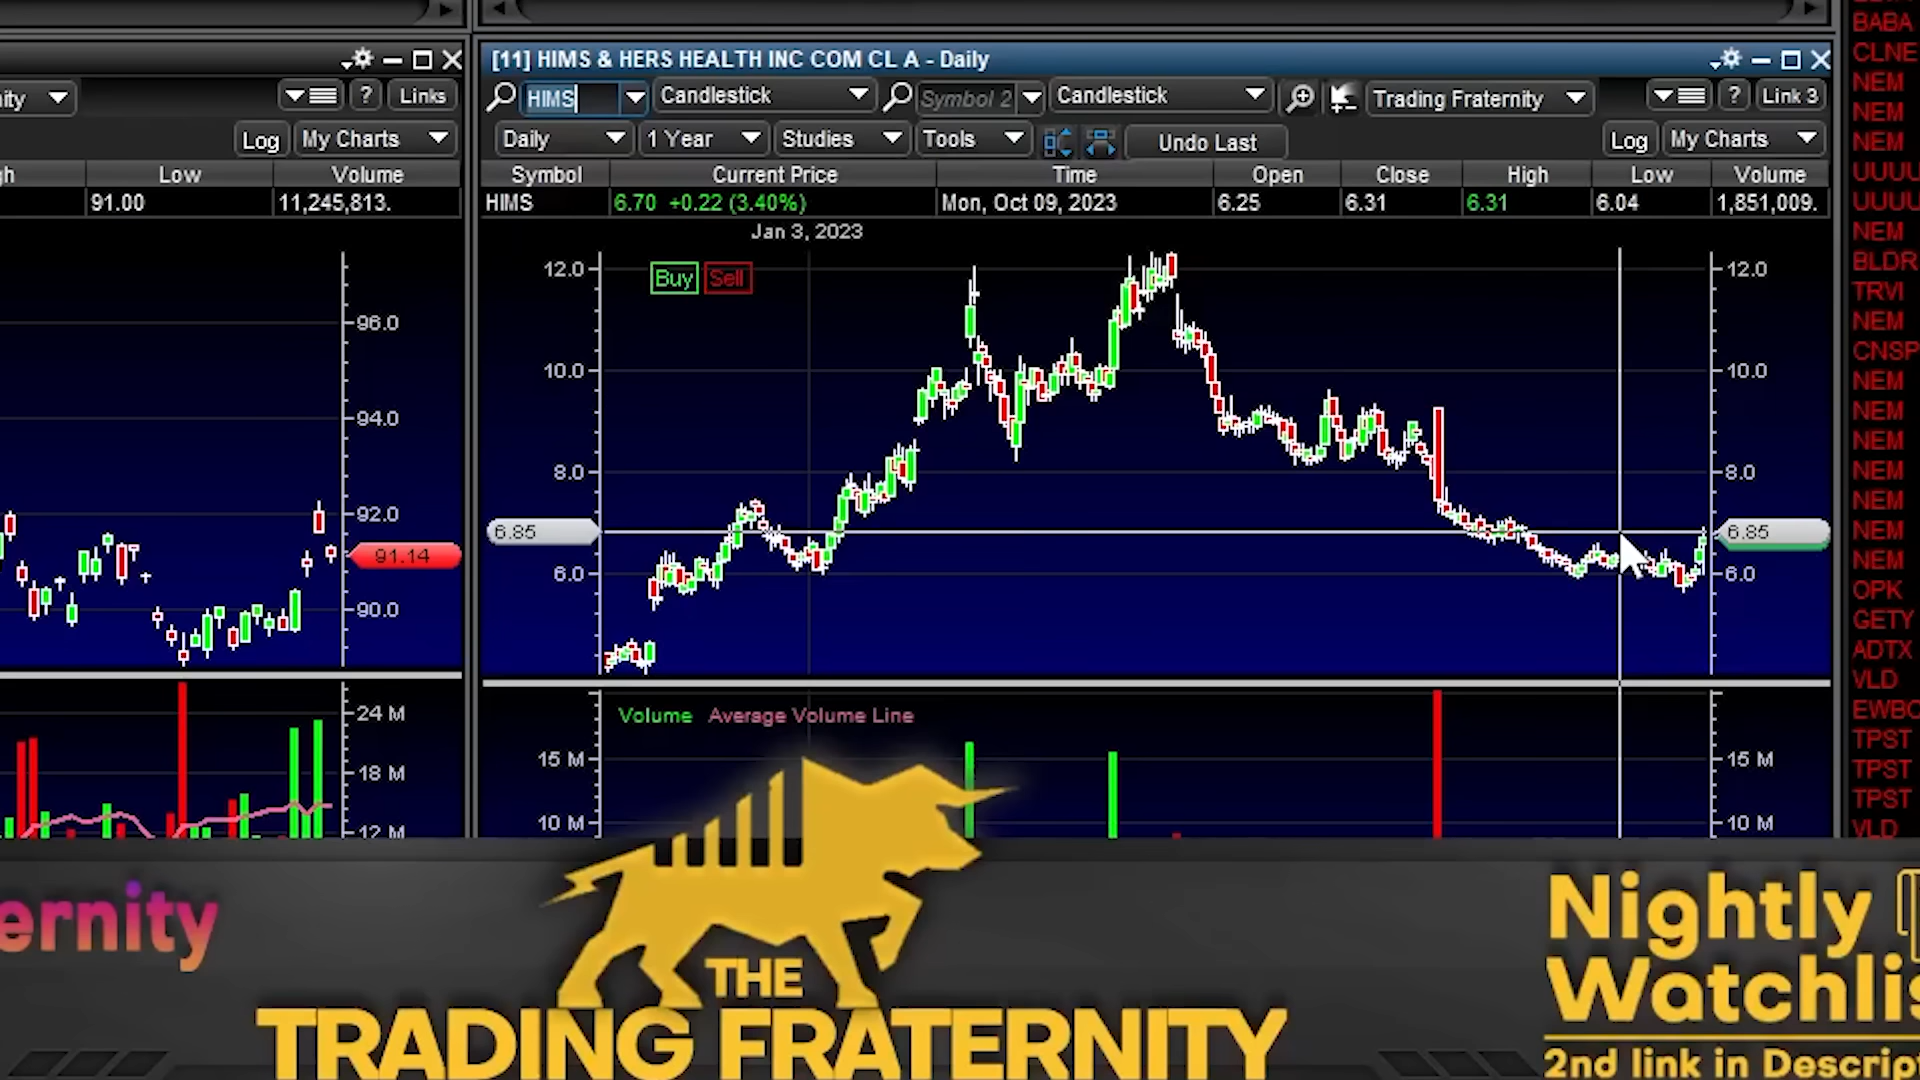 [11] HIMS & HERS HEALTH INC COM CL A - Daily
ity ? Links
HIMS Candlestick Symbol 2 Candlestick Trading Fraternity ? Link 3
Log My Charts
Daily 1 Year Studies Tools Undo Last Log My Charts
Low Volume
91.00 11,245,813.
Symbol Current Price Time Open Close High Low Volume
HIMS 6.70 +0.22 (3.40%) Mon, Oct 09, 2023 6.25 6.31 6.31 6.04 1,851,009.
Jan 3, 2023
Buy Sell
96.0
94.0
92.0
91.14
90.0
24 M
18 M
12 M
12.0
10.0
8.0
6.85
6.0
12.0
10.0
8.0
6.85
6.0
Volume Average Volume Line
15 M
10 M
15 M
10 M
BABA
CLNE
NEM
NEM
NEM
UUUU
UUUU
NEM
BLDR
TRVI
NEM
CNSP
NEM
NEM
NEM
NEM
NEM
NEM
NEM
OPK
GETY
ADTX
VLD
EWBC
TPST
TPST
TPST
VLD
ernity
THE
TRADING FRATERNITY
Nightly
Watchlis
2nd link in Descrip